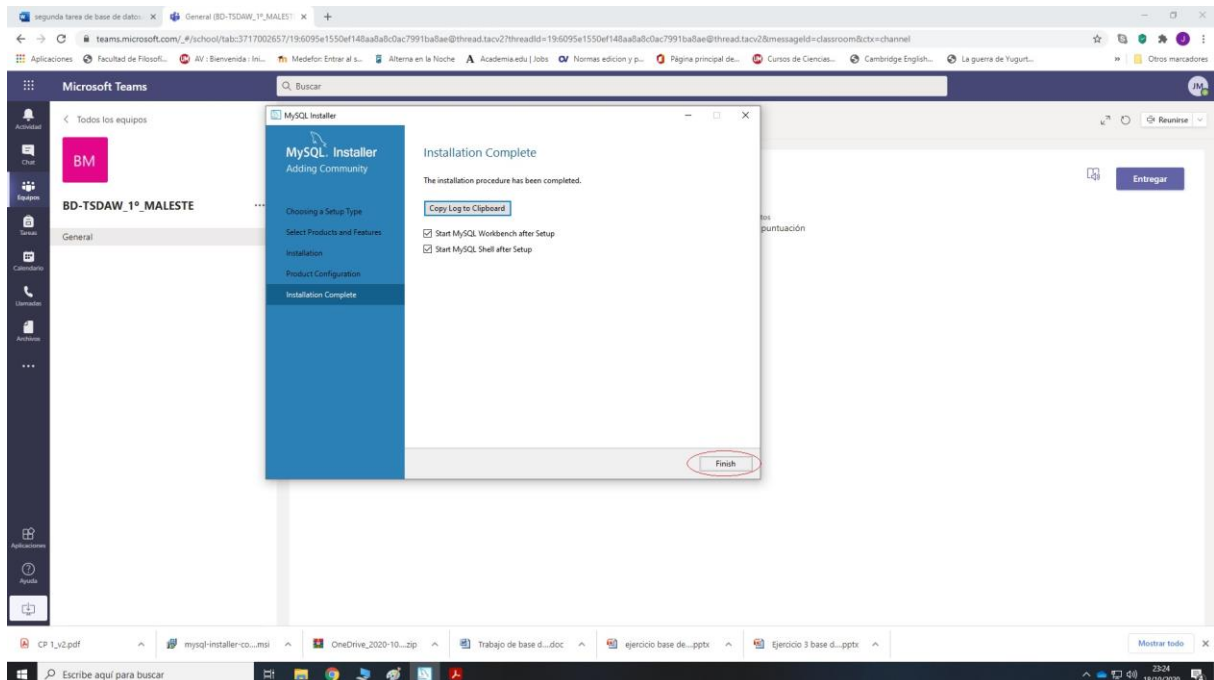 segunda tarea de base de datos
General (BD-TSDAW_1º_MALEST
teams.microsoft.com/_#/school/tab::3717002657/19:6095e1550ef148aa8a8c0ac7991ba8ae@thread.tacv2?threadId=19:6095e1550ef148aa8a8c0ac7991ba8ae@thread.tacv2&messageId=classroom&ctx=channel
Aplicaciones
Facultad de Filosofi...
AV : Bienvenida : Ini...
Medefor: Entrar al s...
Alterna en la Noche
Academia.edu | Jobs
Normas edicion y p...
Página principal de...
Cursos de Ciencias...
Cambridge English...
La guerra de Yugurt...
»
Otros marcadores
Microsoft Teams
Buscar
JM
Actividad
Chat
Equipos
Tareas
Calendario
Llamadas
Archivos
Aplicaciones
Ayuda
Todos los equipos
BM
BD-TSDAW_1º_MALESTE
General
Reunirse
Entregar
tos
puntuación
MySQL Installer
MySQL. Installer
Adding Community
Choosing a Setup Type
Select Products and Features
Installation
Product Configuration
Installation Complete
Installation Complete
The installation procedure has been completed.
Copy Log to Clipboard
Start MySQL Workbench after Setup
Start MySQL Shell after Setup
Finish
CP 1_v2.pdf
mysql-installer-co....msi
OneDrive_2020-10....zip
Trabajo de base d....doc
ejercicio base de....pptx
Ejercicio 3 base d....pptx
Mostrar todo
Escribe aquí para buscar
23:24
18/10/2020